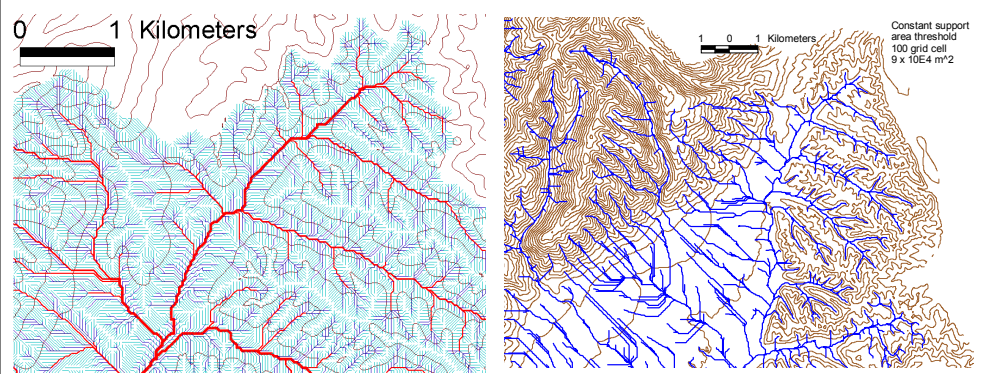 0 1 Kilometers
1 0 1 Kilometers
Constant support
area threshold
100 grid cell
9 x 10E4 m^2